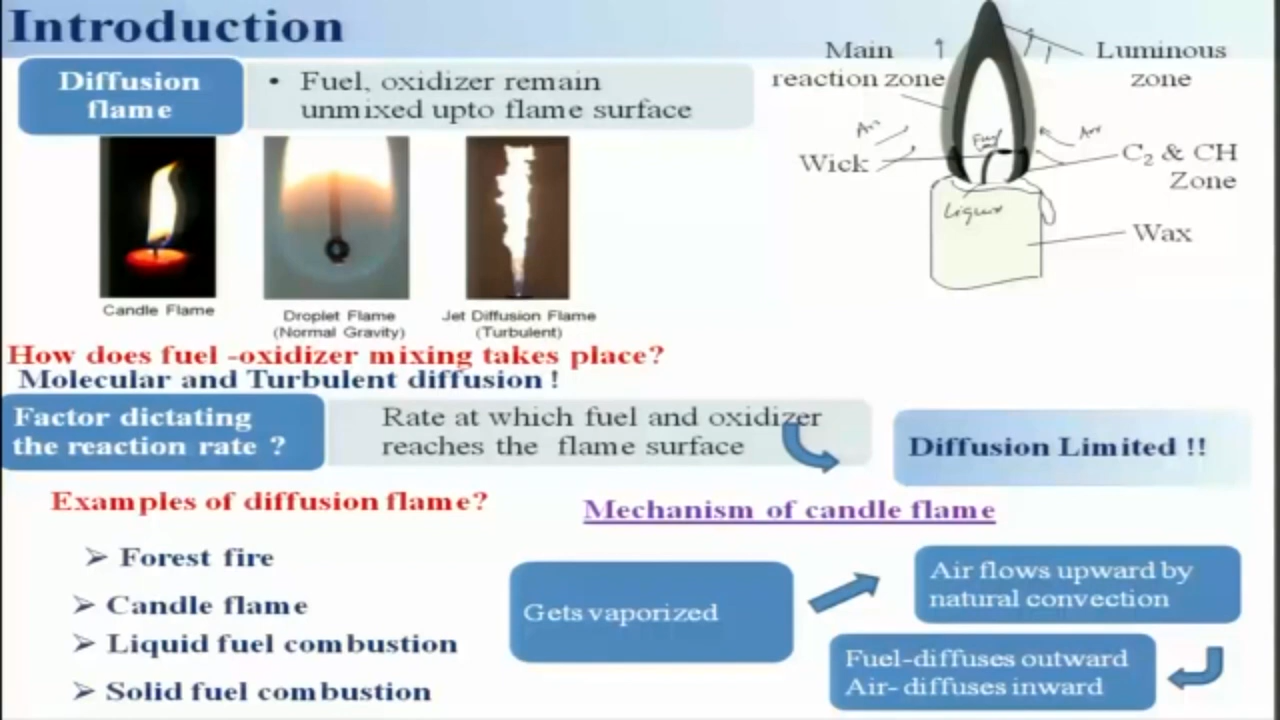 Introduction
Diffusion
flame
• Fuel, oxidizer remain
unmixed upto flame surface
Candle Flame
Droplet Flame
(Normal Gravity)
Jet Diffusion Flame
(Turbulent)
Main
reaction zone
Luminous
zone
Air
Air
Fuel
Wick
C₂ & CH
Zone
Liquid
Wax
How does fuel -oxidizer mixing takes place?
Molecular and Turbulent diffusion !
Factor dictating
the reaction rate ?
Rate at which fuel and oxidizer
reaches the flame surface
Diffusion Limited !!
Examples of diffusion flame?
➢ Forest fire
➢ Candle flame
➢ Liquid fuel combustion
➢ Solid fuel combustion
Mechanism of candle flame
Gets vaporized
Air flows upward by
natural convection
Fuel-diffuses outward
Air- diffuses inward